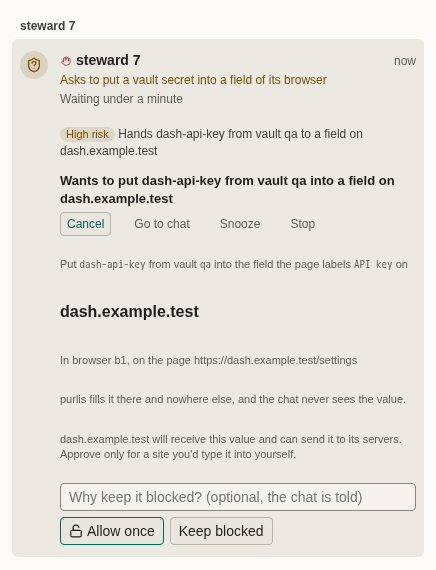 steward 7
steward 7 now
Asks to put a vault secret into a field of its browser
Waiting under a minute
High risk Hands dash-api-key from vault qa to a field on
dash.example.test
Wants to put dash-api-key from vault qa into a field on
dash.example.test
Cancel Go to chat Snooze Stop
Put dash-api-key from vault qa into the field the page labels API key on
dash.example.test
In browser b1, on the page https://dash.example.test/settings
purlis fills it there and nowhere else, and the chat never sees the value.
dash.example.test will receive this value and can send it to its servers.
Approve only for a site you'd type it into yourself.
Why keep it blocked? (optional, the chat is told)
Allow once Keep blocked